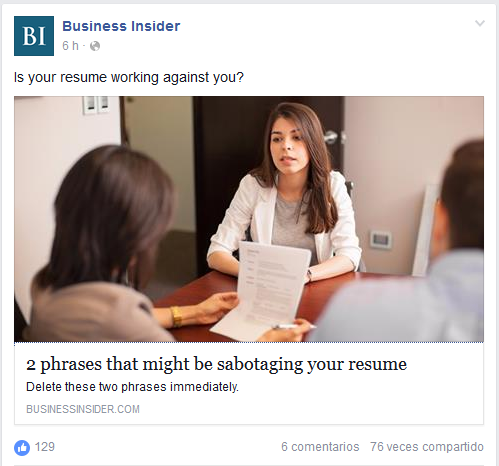 BI
Business Insider
6 h ·
Is your resume working against you?
2 phrases that might be sabotaging your resume
Delete these two phrases immediately.
BUSINESSINSIDER.COM
129
6 comentarios 76 veces compartido